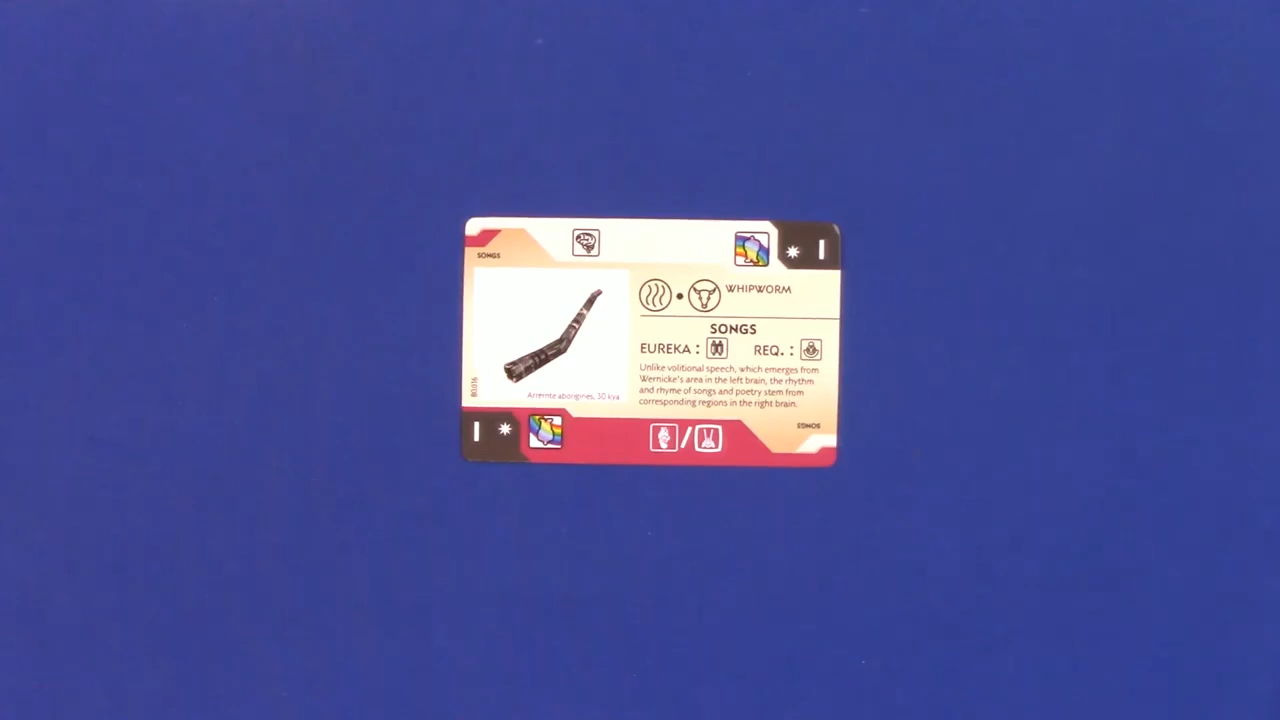 SONGS
I
WHIPWORM
SONGS
EUREKA : REQ. :
Unlike volitional speech, which emerges from
Wernicke's area in the left brain, the rhythm
and rhyme of songs and poetry stem from
corresponding regions in the right brain.
Arrernte aborigines, 30 kya
SONGS
I